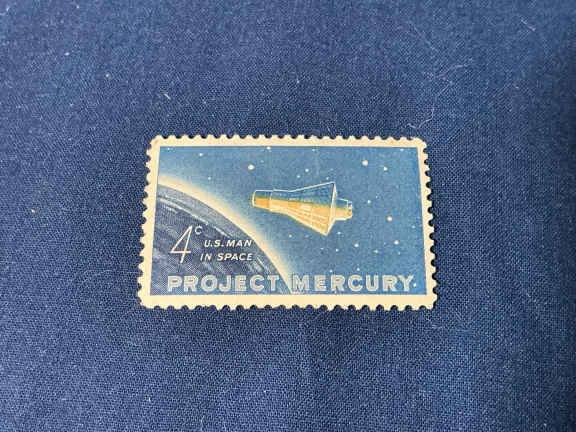 4c U.S. MAN
IN SPACE
PROJECT MERCURY